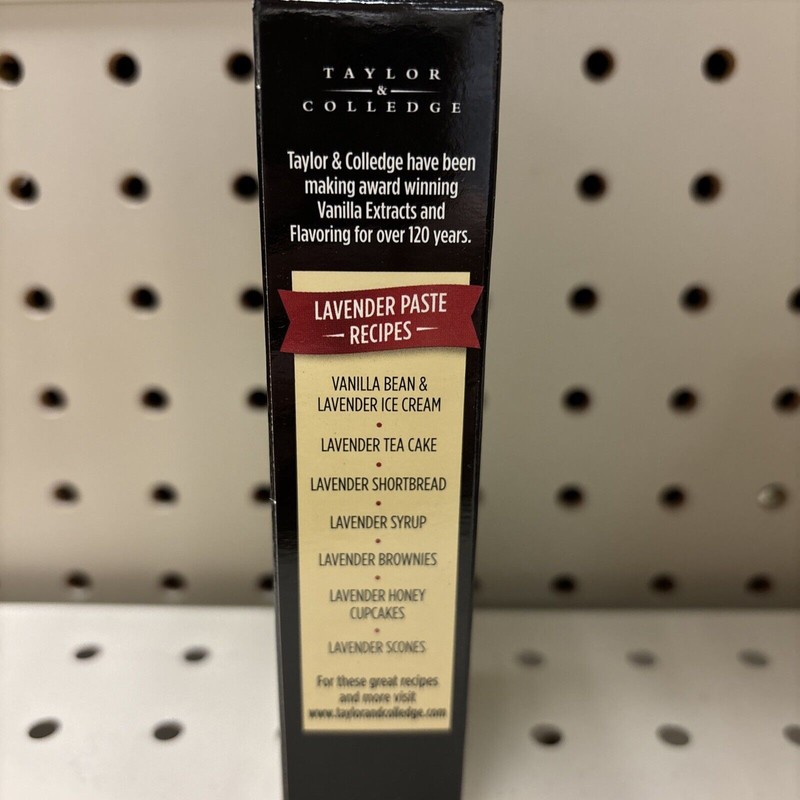 TAYLOR
&
COLLEDGE
Taylor & Colledge have been
making award winning
Vanilla Extracts and
Flavoring for over 120 years.
LAVENDER PASTE
RECIPES
VANILLA BEAN &
LAVENDER ICE CREAM
LAVENDER TEA CAKE
LAVENDER SHORTBREAD
LAVENDER SYRUP
LAVENDER BROWNIES
LAVENDER HONEY
CUPCAKES
LAVENDER SCONES
For these great recipes
and more visit
www.taylorandcolledge.com